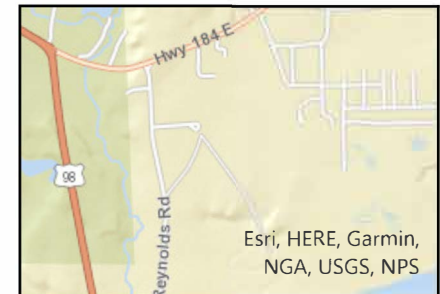 Hwy 184 E
98
Reynolds Rd
Esri, HERE, Garmin,
NGA, USGS, NPS